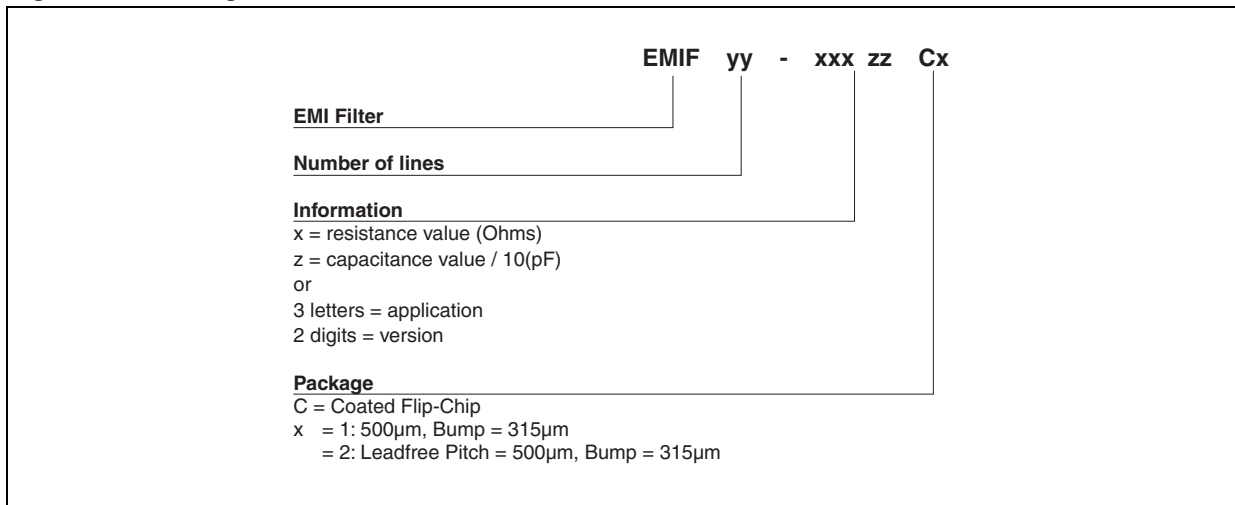 EMIF yy - xxx zz Cx
EMI Filter
Number of lines
Information
x = resistance value (Ohms)
z = capacitance value / 10(pF)
or
3 letters = application
2 digits = version
Package
C = Coated Flip-Chip
x = 1: 500µm, Bump = 315µm
= 2: Leadfree Pitch = 500µm, Bump = 315µm